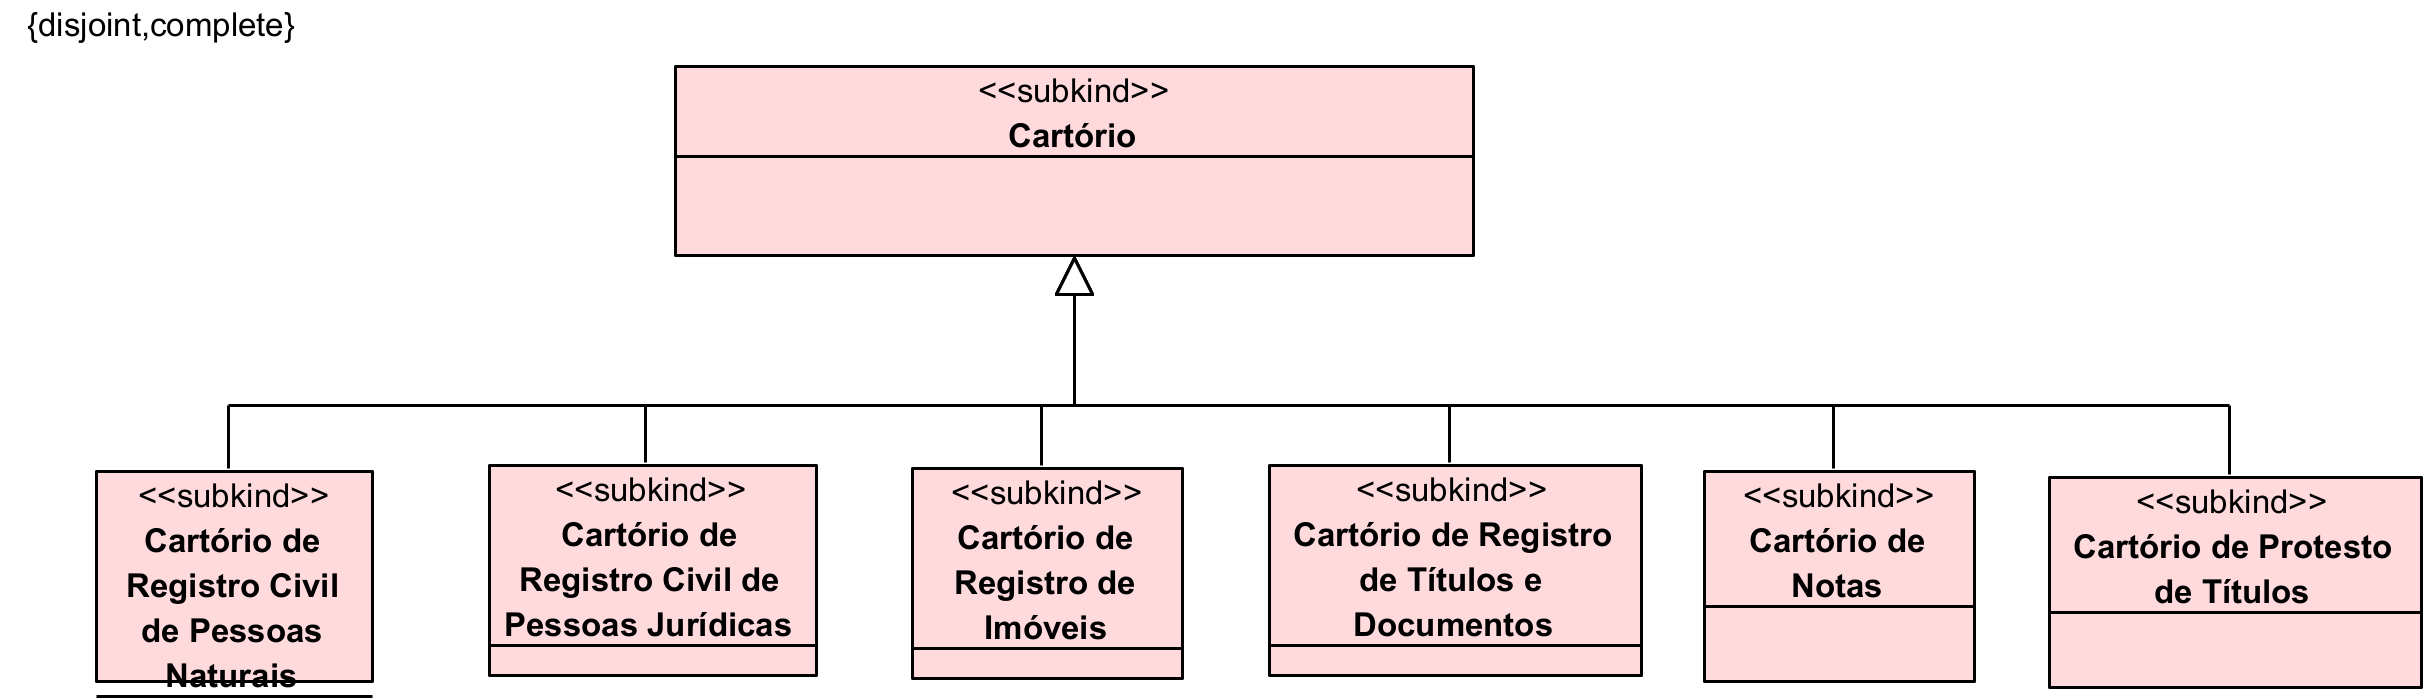 {disjoint,complete}
<<subkind>>
Cartório
<<subkind>>
Cartório de
Registro Civil
de Pessoas
Naturais
<<subkind>>
Cartório de
Registro Civil de
Pessoas Jurídicas
<<subkind>>
Cartório de
Registro de
Imóveis
<<subkind>>
Cartório de Registro
de Títulos e
Documentos
<<subkind>>
Cartório de
Notas
<<subkind>>
Cartório de Protesto
de Títulos